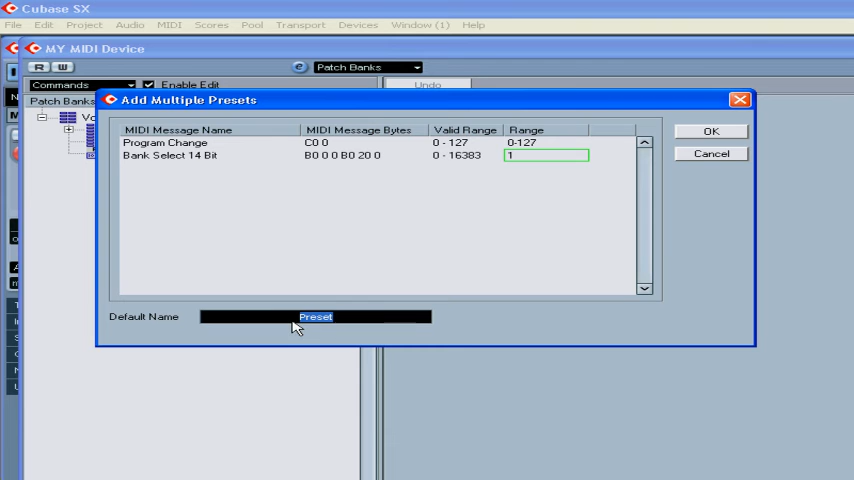 Cubase SX
File Edit Project Audio MIDI Scores Pool Transport Devices Window (1) Help
MY MIDI Device
R W e Patch Banks
Commands Enable Edit Undo
Patch Banks
Add Multiple Presets
MIDI Message Name MIDI Message Bytes Valid Range Range
Program Change C0 0 0 - 127 0-127
Bank Select 14 Bit B0 0 0 B0 20 0 0 - 16383 1
OK
Cancel
Default Name Preset